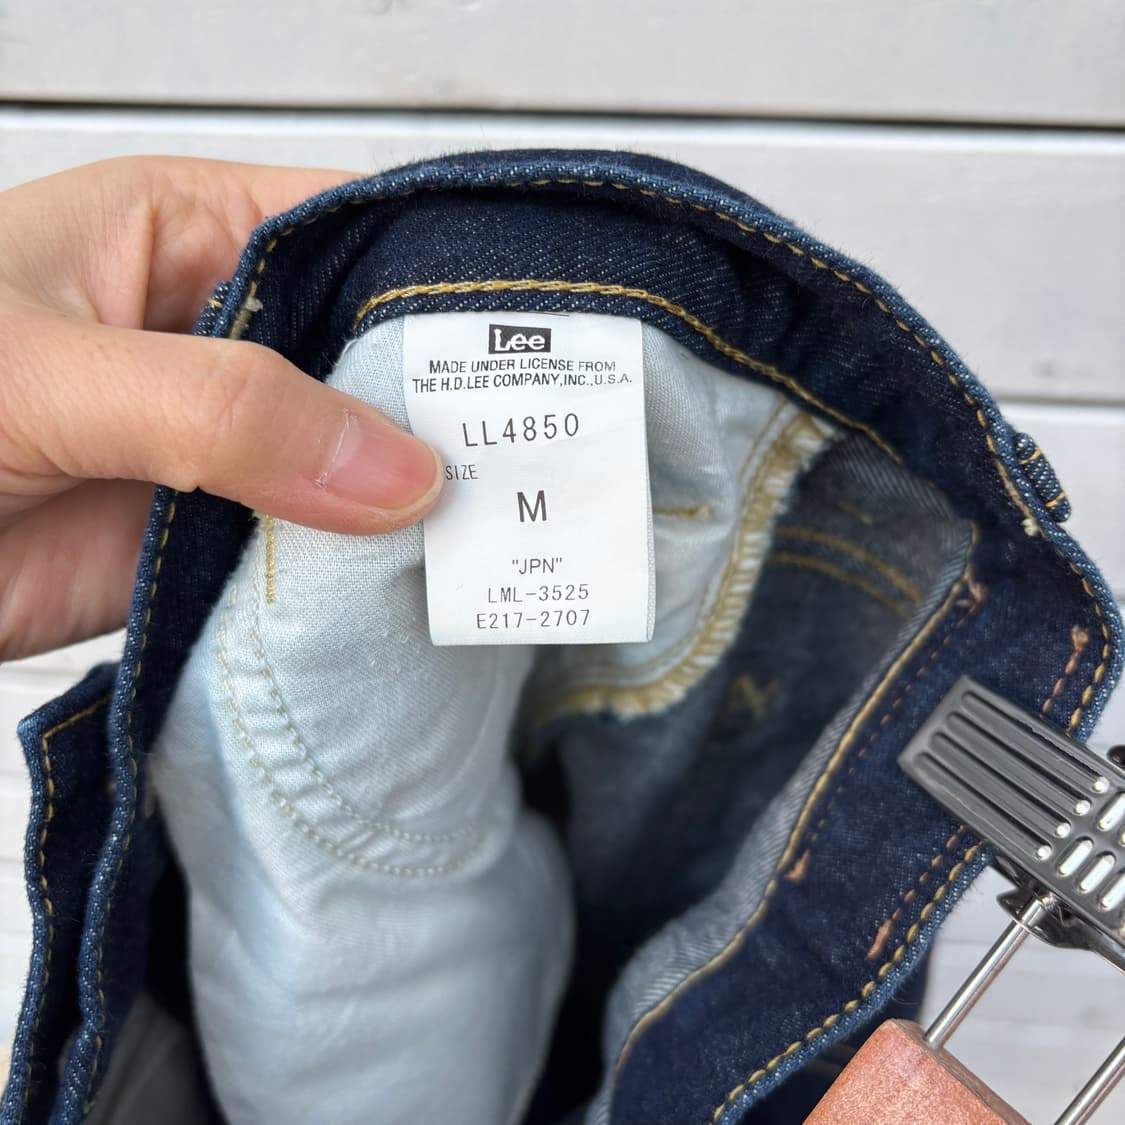 Lee
MADE UNDER LICENSE FROM
THE H.D.LEE COMPANY,INC.,U.S.A.
LL4850
SIZE
M
"JPN"
LML-3525
E217-2707